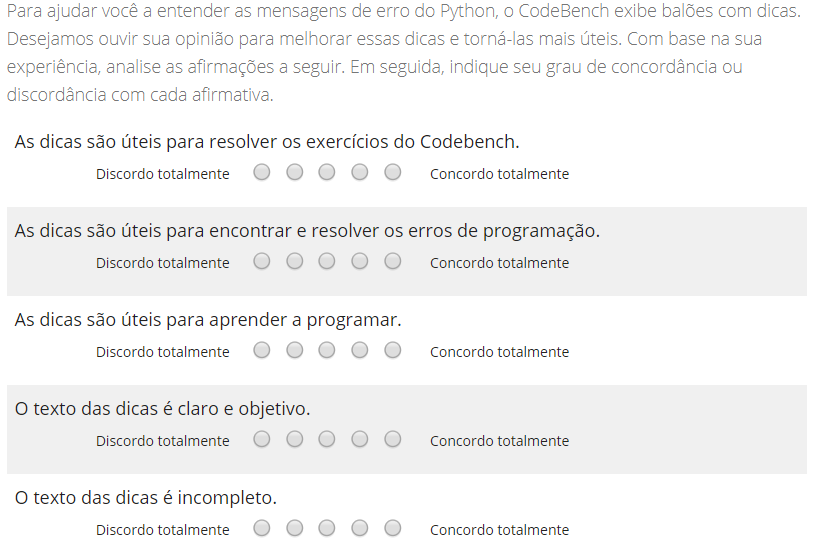 Para ajudar você a entender as mensagens de erro do Python, o CodeBench exibe balões com dicas.
Desejamos ouvir sua opinião para melhorar essas dicas e torná-las mais úteis. Com base na sua
experiência, analise as afirmações a seguir. Em seguida, indique seu grau de concordância ou
discordância com cada afirmativa.
As dicas são úteis para resolver os exercícios do Codebench.
Discordo totalmente Concordo totalmente
As dicas são úteis para encontrar e resolver os erros de programação.
Discordo totalmente Concordo totalmente
As dicas são úteis para aprender a programar.
Discordo totalmente Concordo totalmente
O texto das dicas é claro e objetivo.
Discordo totalmente Concordo totalmente
O texto das dicas é incompleto.
Discordo totalmente Concordo totalmente